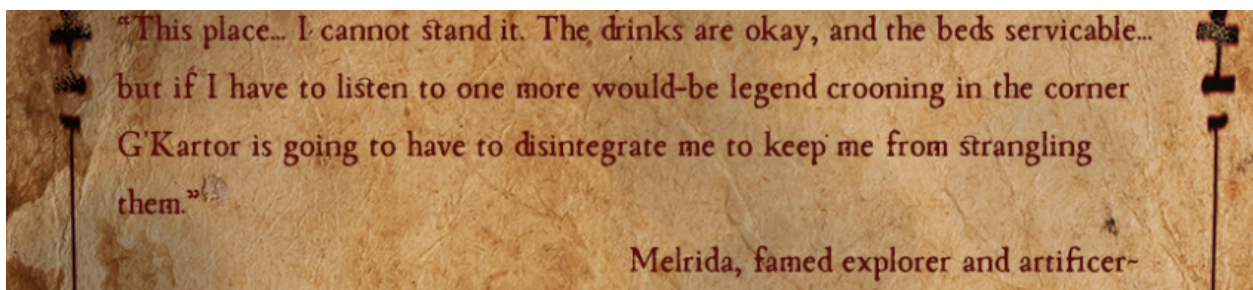 “This place... I cannot stand it. The drinks are okay, and the beds servicable...
but if I have to listen to one more would-be legend crooning in the corner
G'Kartor is going to have to disintegrate me to keep me from strangling
them.”
Melrida, famed explorer and artificer~